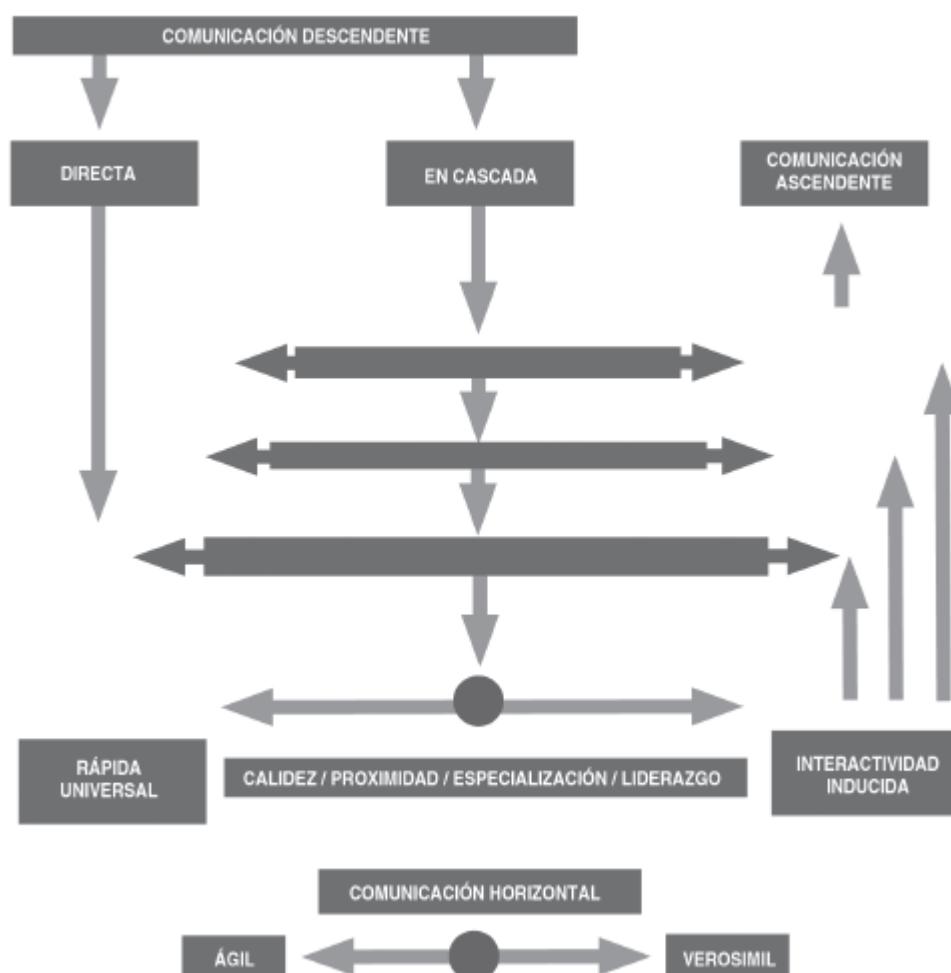 COMUNICACIÓN DESCENDENTE
DIRECTA
EN CASCADA
COMUNICACIÓN
ASCENDENTE
RÁPIDA
UNIVERSAL
CALIDEZ / PROXIMIDAD / ESPECIALIZACIÓN / LIDERAZGO
INTERACTIVIDAD
INDUCIDA
COMUNICACIÓN HORIZONTAL
ÁGIL
VEROSIMIL